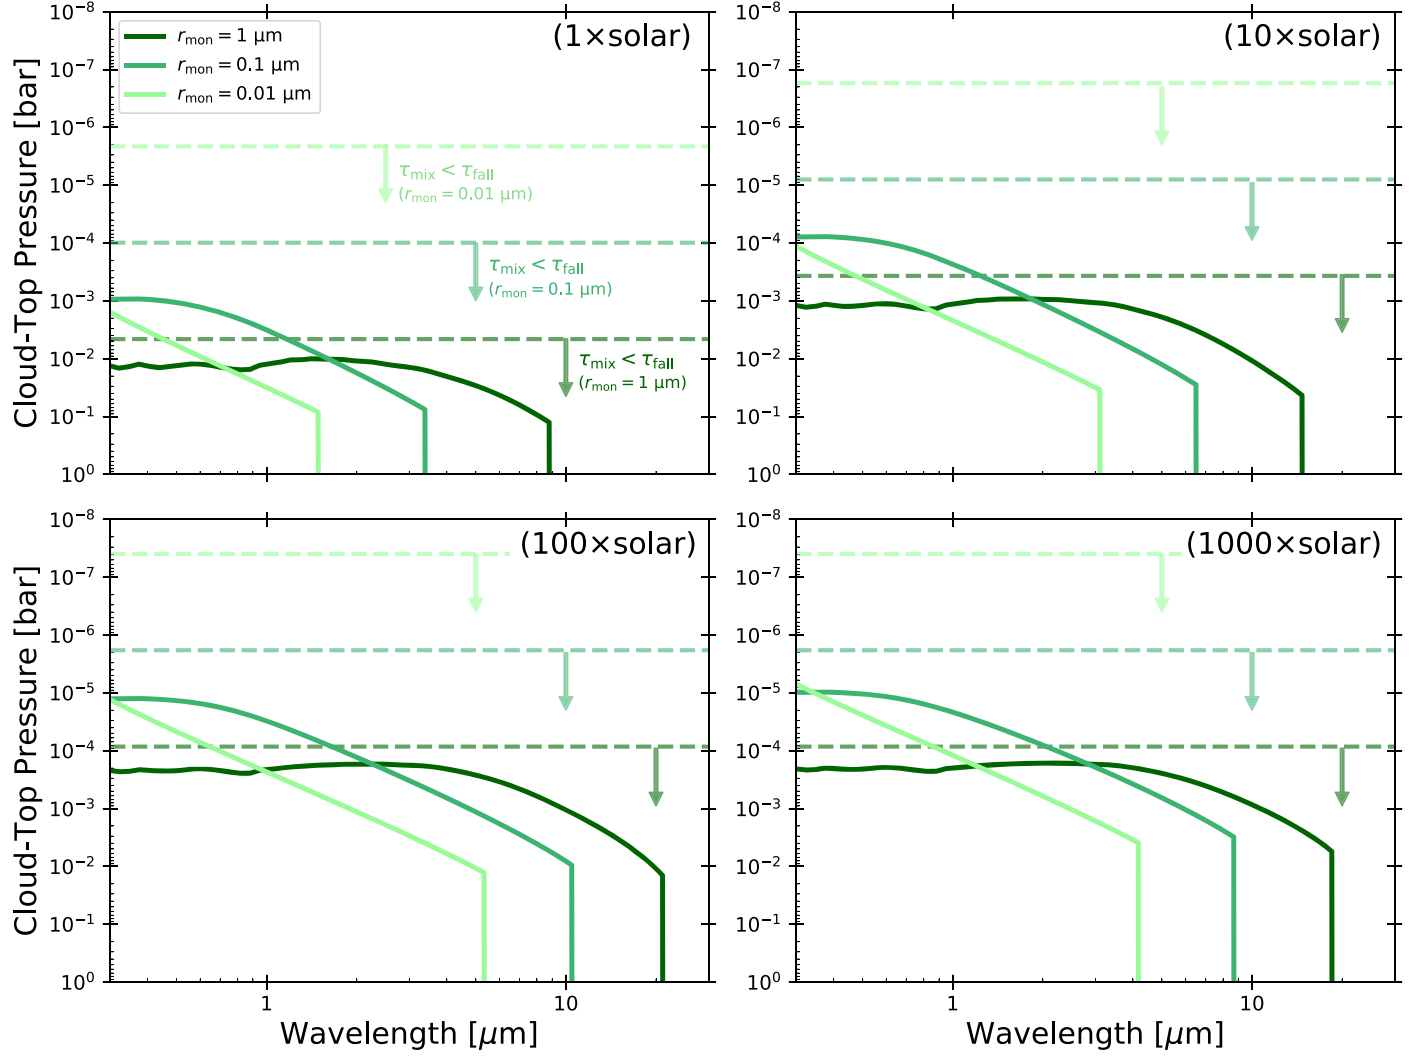 (1×solar)
r_mon = 1 μm
r_mon = 0.1 μm
r_mon = 0.01 μm
Cloud-Top Pressure [bar]
10⁻⁸
10⁻⁷
10⁻⁶
10⁻⁵
10⁻⁴
10⁻³
10⁻²
10⁻¹
10⁰
τ_mix < τ_fall
(r_mon = 0.01 μm)
τ_mix < τ_fall
(r_mon = 0.1 μm)
τ_mix < τ_fall
(r_mon = 1 μm)
1
10
(10×solar)
10⁻⁸
10⁻⁷
10⁻⁶
10⁻⁵
10⁻⁴
10⁻³
10⁻²
10⁻¹
10⁰
1
10
(100×solar)
Cloud-Top Pressure [bar]
10⁻⁸
10⁻⁷
10⁻⁶
10⁻⁵
10⁻⁴
10⁻³
10⁻²
10⁻¹
10⁰
1
10
Wavelength [μm]
(1000×solar)
10⁻⁸
10⁻⁷
10⁻⁶
10⁻⁵
10⁻⁴
10⁻³
10⁻²
10⁻¹
10⁰
1
10
Wavelength [μm]